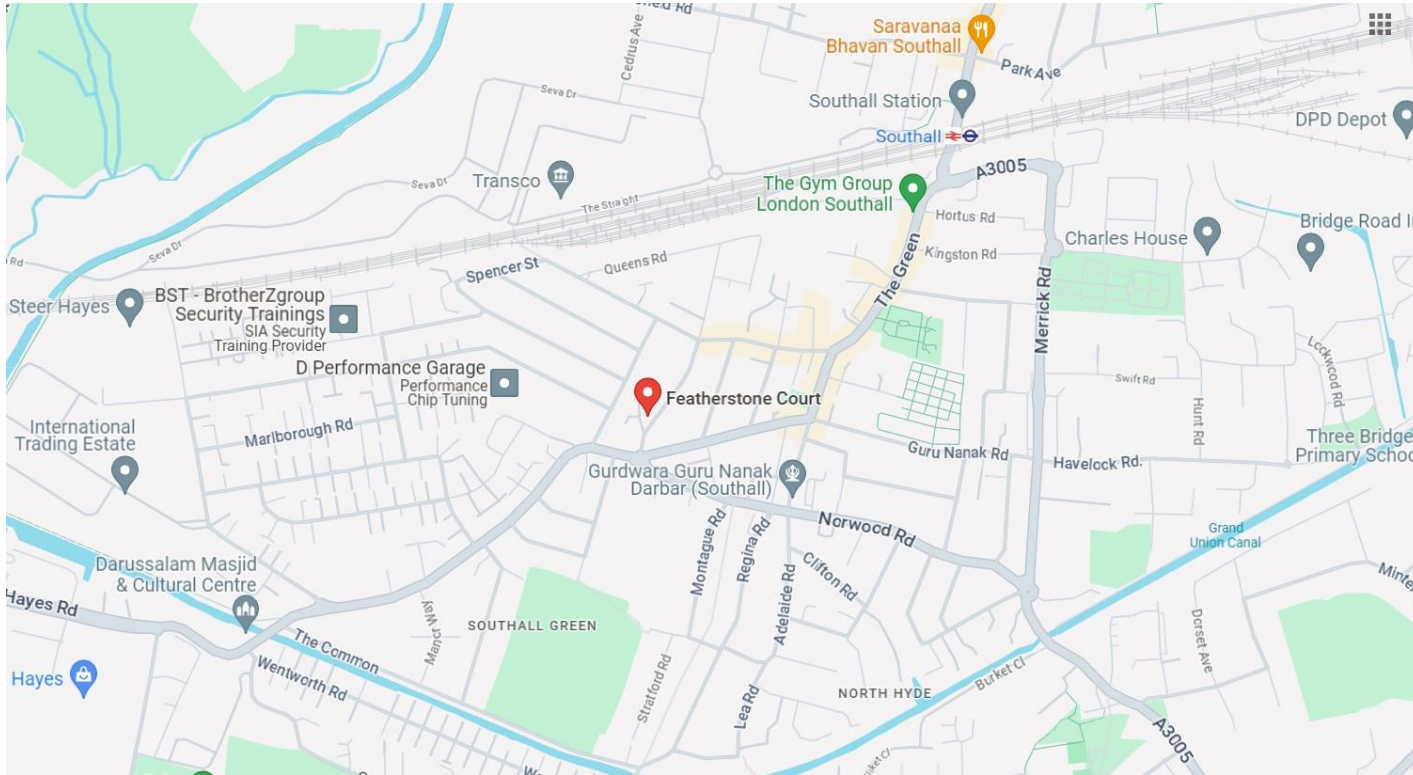 Saravanaa
Bhavan Southall
Cedrus Ave
Park Ave
Seva Dr
Southall Station
DPD Depot
Southall
A3005
Transco
Seva Dr
The Gym Group
London Southall
The Straight
Hortus Rd
Charles House
Kingston Rd
Seva Dr
Spencer St
Queens Rd
The Green
Merrick Rd
Steer Hayes
BST - BrotherZgroup
Security Trainings
SIA Security
Training Provider
D Performance Garage
Performance
Chip Tuning
Featherstone Court
Swift Rd
Lockwood Rd
Hunt Rd
International
Trading Estate
Marlborough Rd
Guru Nanak Rd
Havelock Rd.
Three Bridge
Gurdwara Guru Nanak
Darbar (Southall)
Norwood Rd
Grand
Union Canal
Montague Rd
Regina Rd
Adelaide Rd
Clifton Rd
Darussalam Masjid
& Cultural Centre
Hayes Rd
The Common
Manor Way
SOUTHALL GREEN
Dorset Ave
Wentworth Rd
Hayes
Stratford Rd
Lea Rd
NORTH HYDE
Burket Cl
A3005